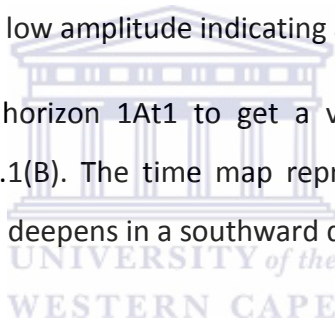 low amplitude indicating
horizon 1At1 to get a v
.1(B). The time map repr
deepens in a southward
UNIVERSITY of the
WESTERN CAPE